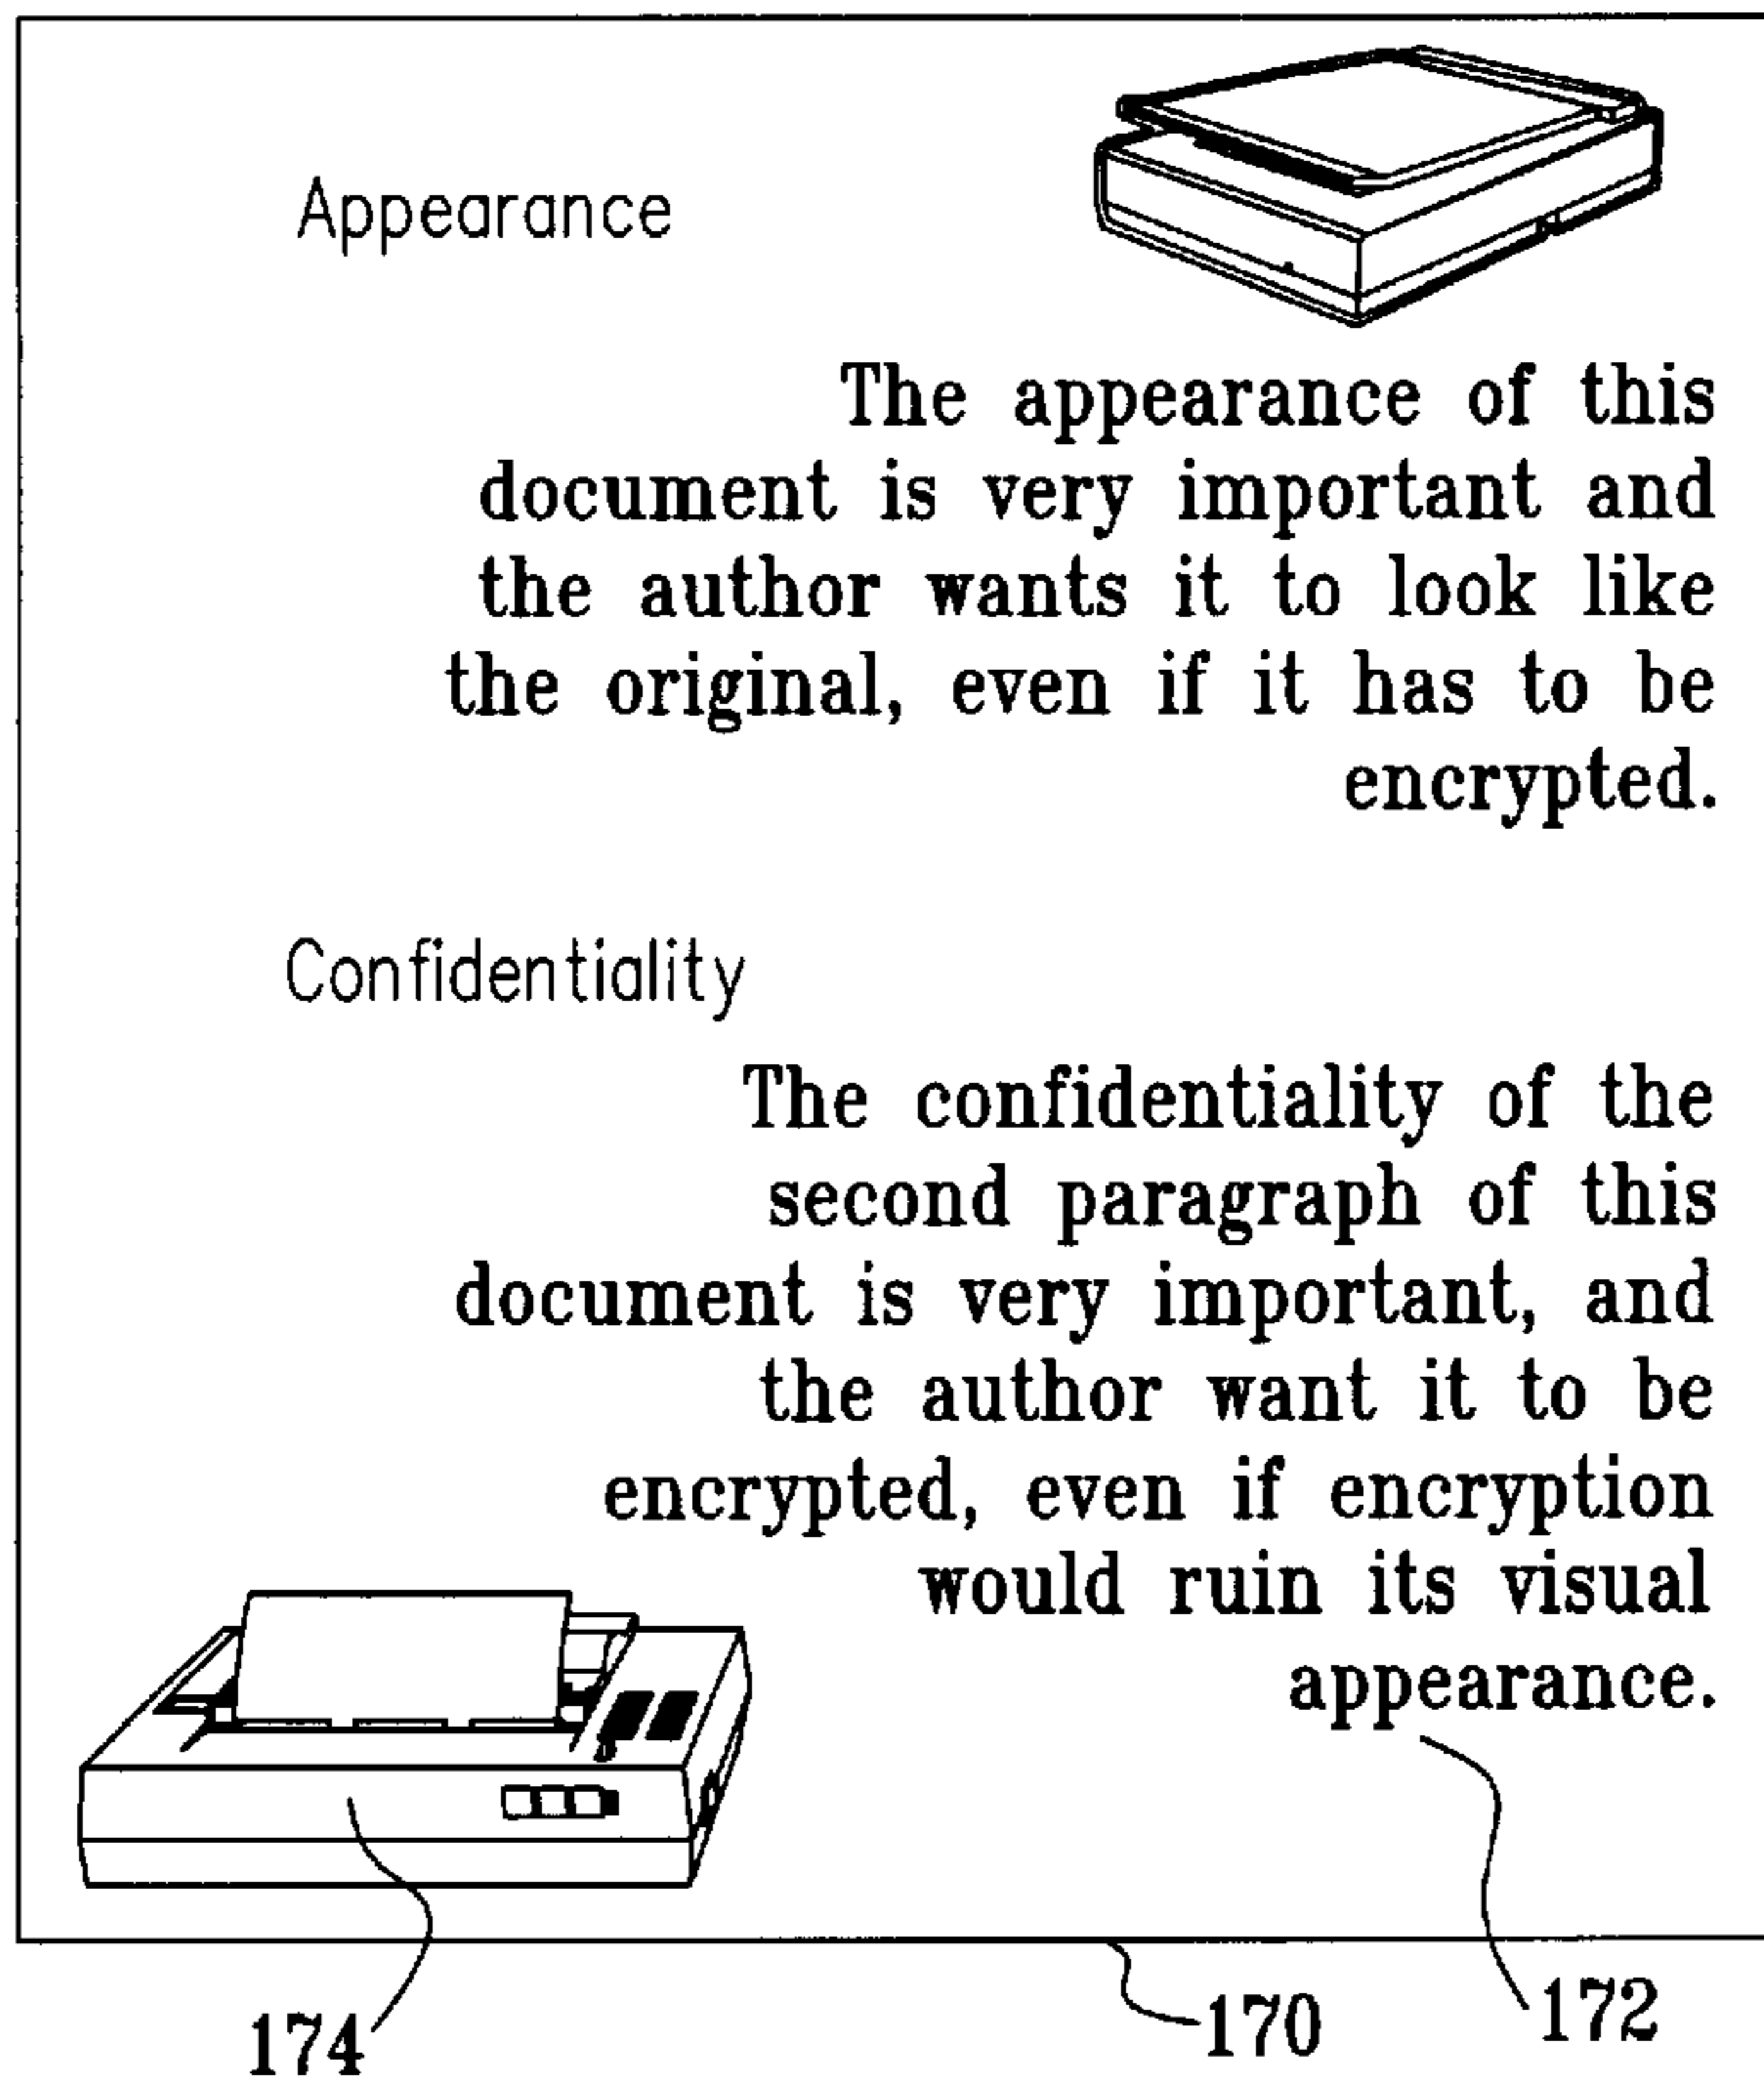 Appearance
The appearance of this
document is very important and
the author wants it to look like
the original, even if it has to be
encrypted.
Confidentiality
The confidentiality of the
second paragraph of this
document is very important, and
the author want it to be
encrypted, even if encryption
would ruin its visual
appearance.
174
170
172